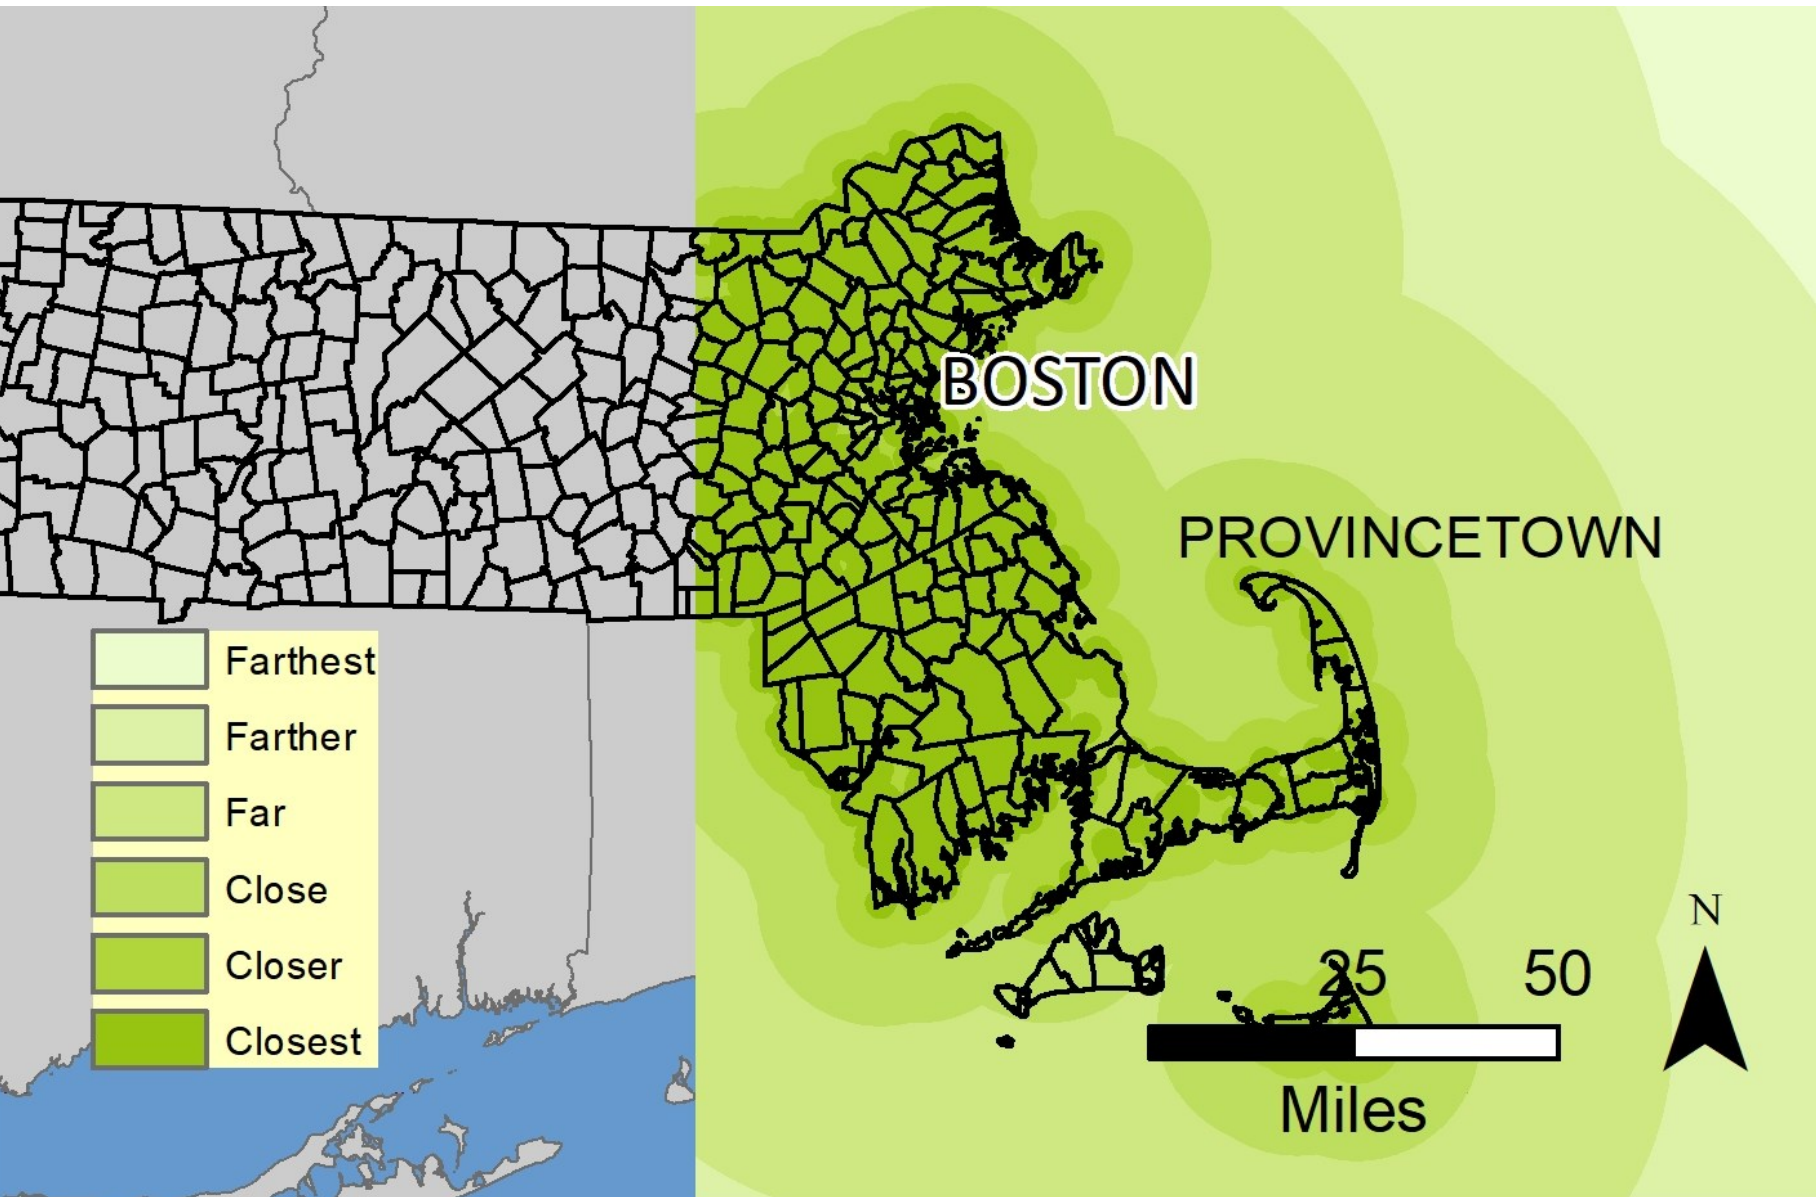 BOSTON
PROVINCETOWN
Farthest
Farther
Far
Close
Closer
Closest
N
25 50
Miles